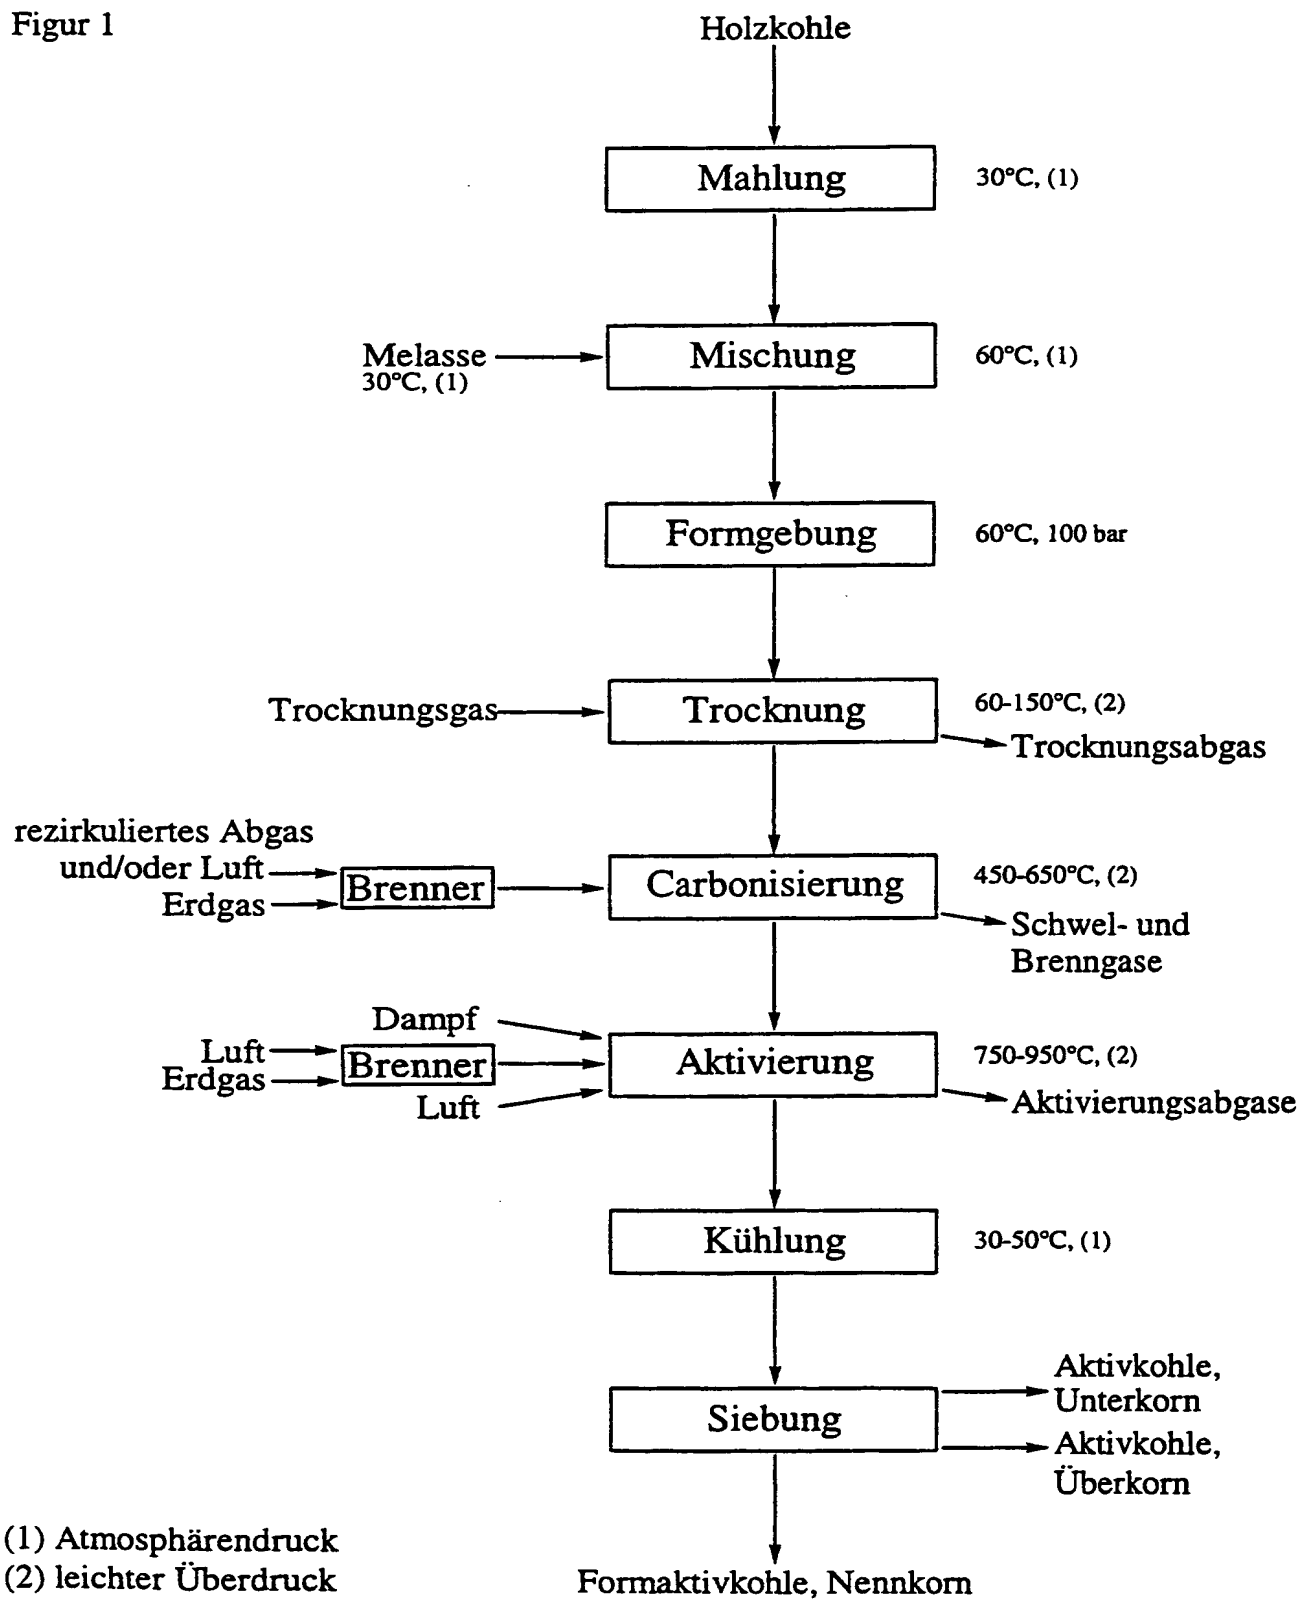 Figur 1
Holzkohle
Mahlung
30°C, (1)
Melasse
30°C, (1)
Mischung
60°C, (1)
Formgebung
60°C, 100 bar
Trocknungsgas
Trocknung
60-150°C, (2)
Trocknungsabgas
rezirkuliertes Abgas
und/oder Luft
Erdgas
Brenner
Carbonisierung
450-650°C, (2)
Schwel- und
Brenngase
Dampf
Luft
Erdgas
Brenner
Luft
Aktivierung
750-950°C, (2)
Aktivierungsabgase
Kühlung
30-50°C, (1)
Siebung
Aktivkohle,
Unterkorn
Aktivkohle,
Überkorn
(1) Atmosphärendruck
(2) leichter Überdruck
Formaktivkohle, Nennkorn